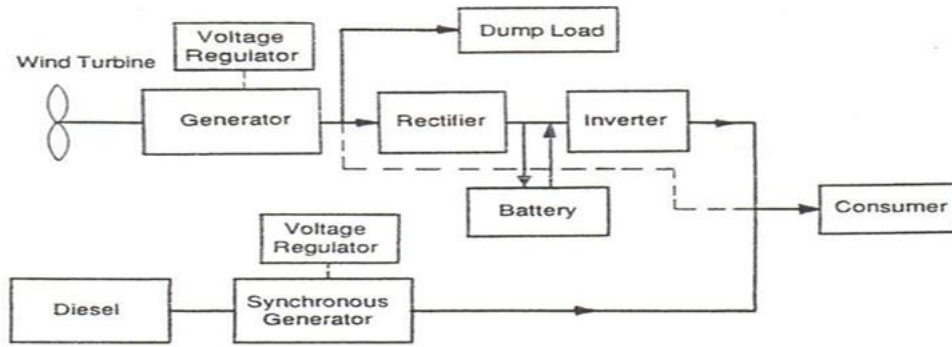 Voltage
Regulator
Dump Load
Wind Turbine
Generator
Rectifier
Inverter
Battery
Consumer
Voltage
Regulator
Diesel
Synchronous
Generator